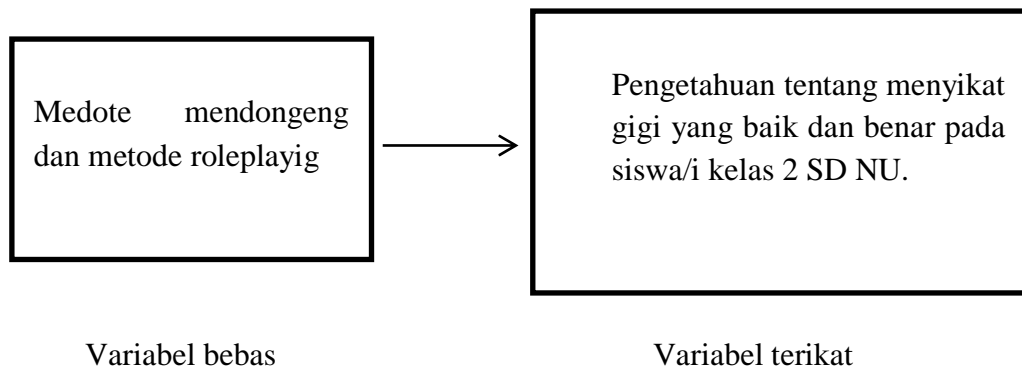 Medote mendongeng
dan metode roleplayig
Pengetahuan tentang menyikat
gigi yang baik dan benar pada
siswa/i kelas 2 SD NU.
Variabel bebas
Variabel terikat